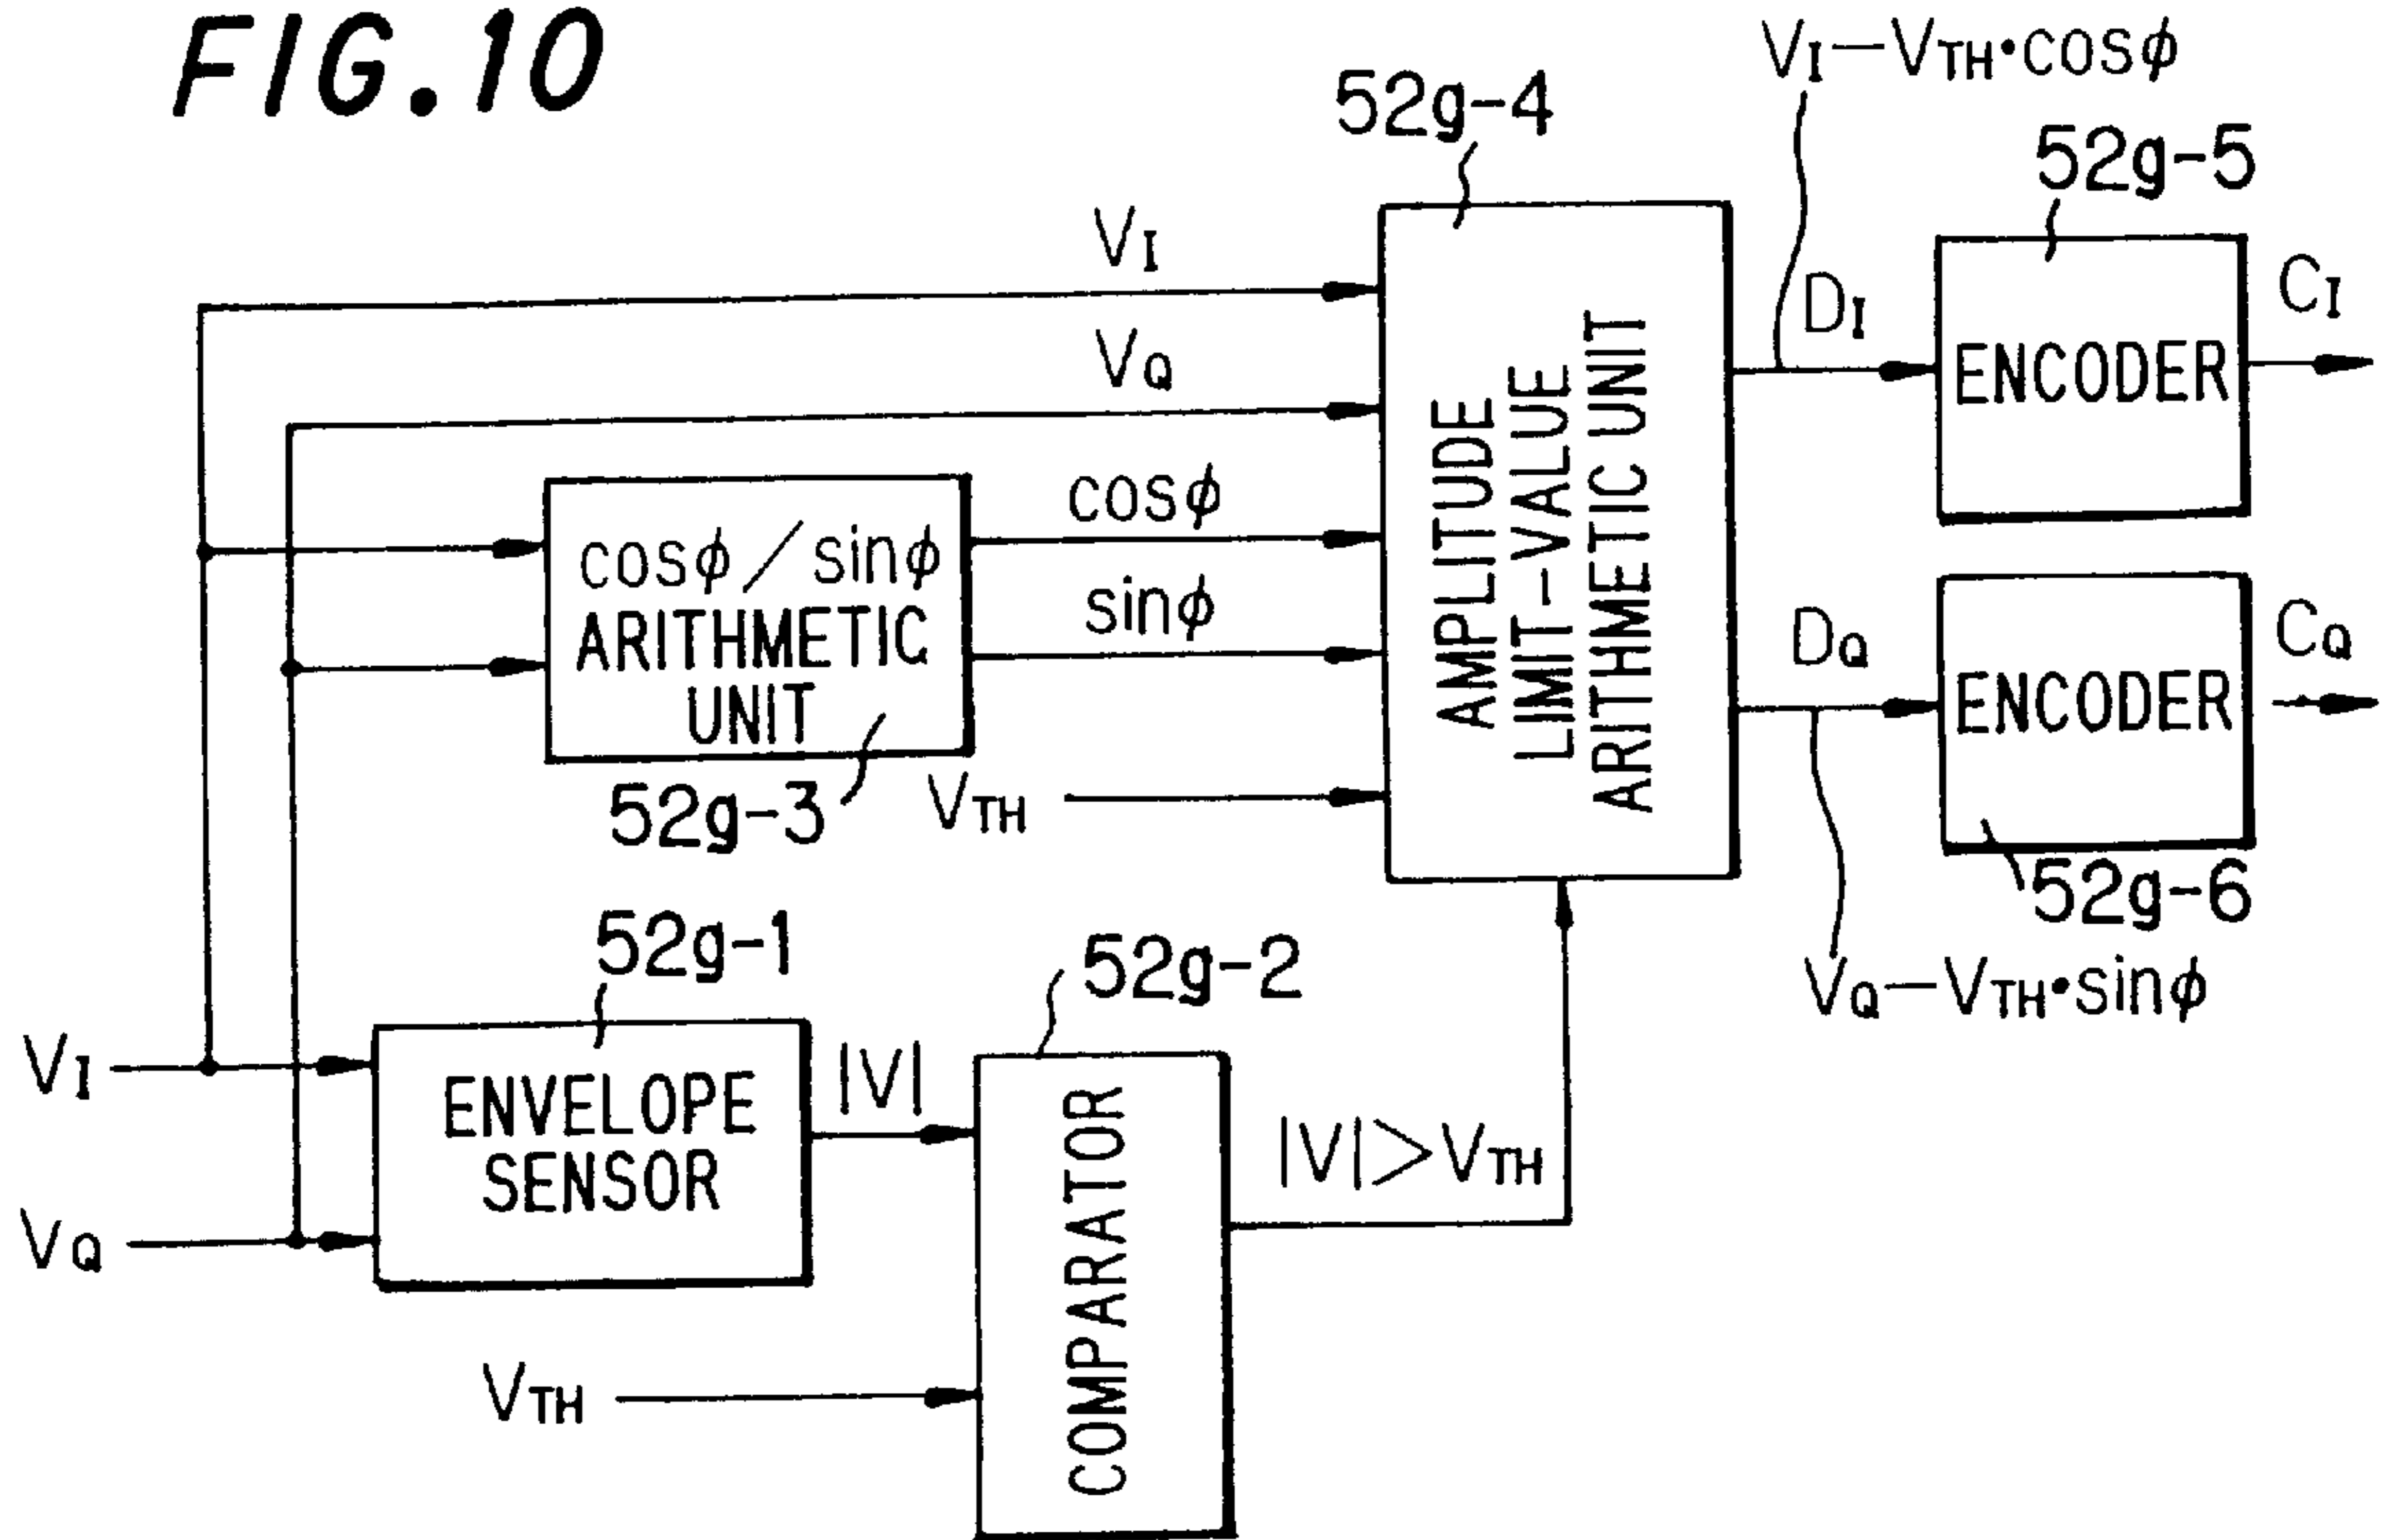 FIG.10
VI—VTH•cosφ
52g-4
52g-5
VI
DI
CI
ENCODER
VQ
AMPLITUDE
LIMIT-VALUE
ARITHMETIC UNIT
cosφ
cosφ/sinφ
ARITHMETIC
UNIT
sinφ
DQ
CQ
ENCODER
52g-3
VTH
52g-6
52g-1
52g-2
VQ—VTH•sinφ
VI
ENVELOPE
SENSOR
|V|
COMPARATOR
|V|>VTH
VQ
VTH